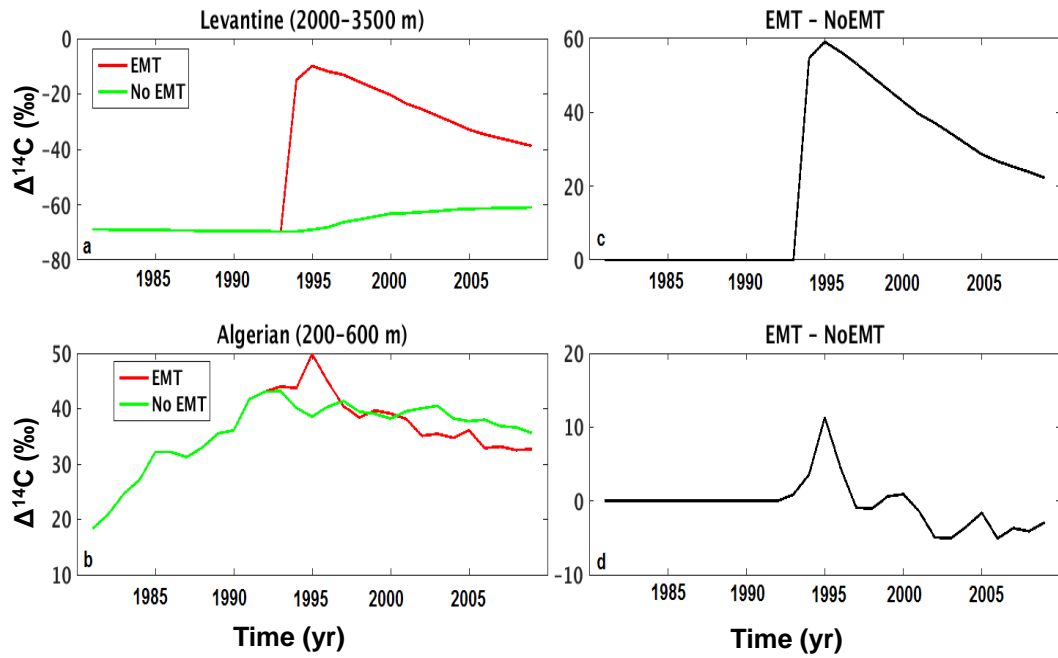 Levantine (2000–3500 m)
0
−20
−40
−60
−80
Δ¹⁴C (‰)
EMT
No EMT
a
1985
1990
1995
2000
2005
EMT – NoEMT
60
40
20
0
c
1985
1990
1995
2000
2005
Algerian (200–600 m)
50
40
30
20
10
Δ¹⁴C (‰)
EMT
No EMT
b
1985
1990
1995
2000
2005
Time (yr)
EMT – NoEMT
20
10
0
−10
d
1985
1990
1995
2000
2005
Time (yr)